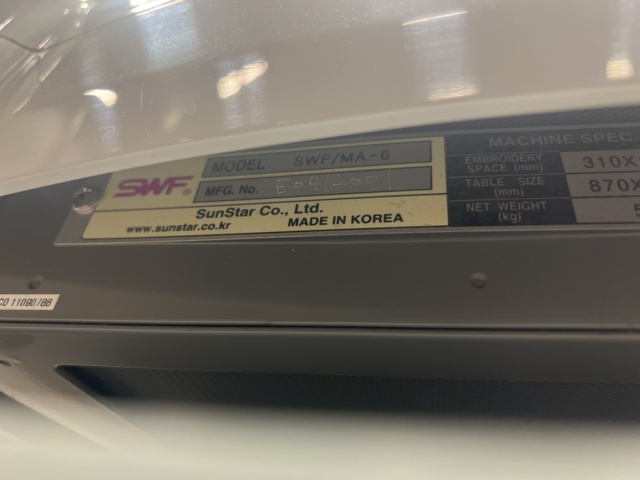 MODEL SWF/MA-6
SWF®
MFG. No.
SunStar Co., Ltd.
www.sunstar.co.kr MADE IN KOREA
MACHINE SPEC
EMBROIDERY SPACE (mm) 310X
TABLE SIZE (mm) 870X
NET WEIGHT (kg)
CO 11090/BB